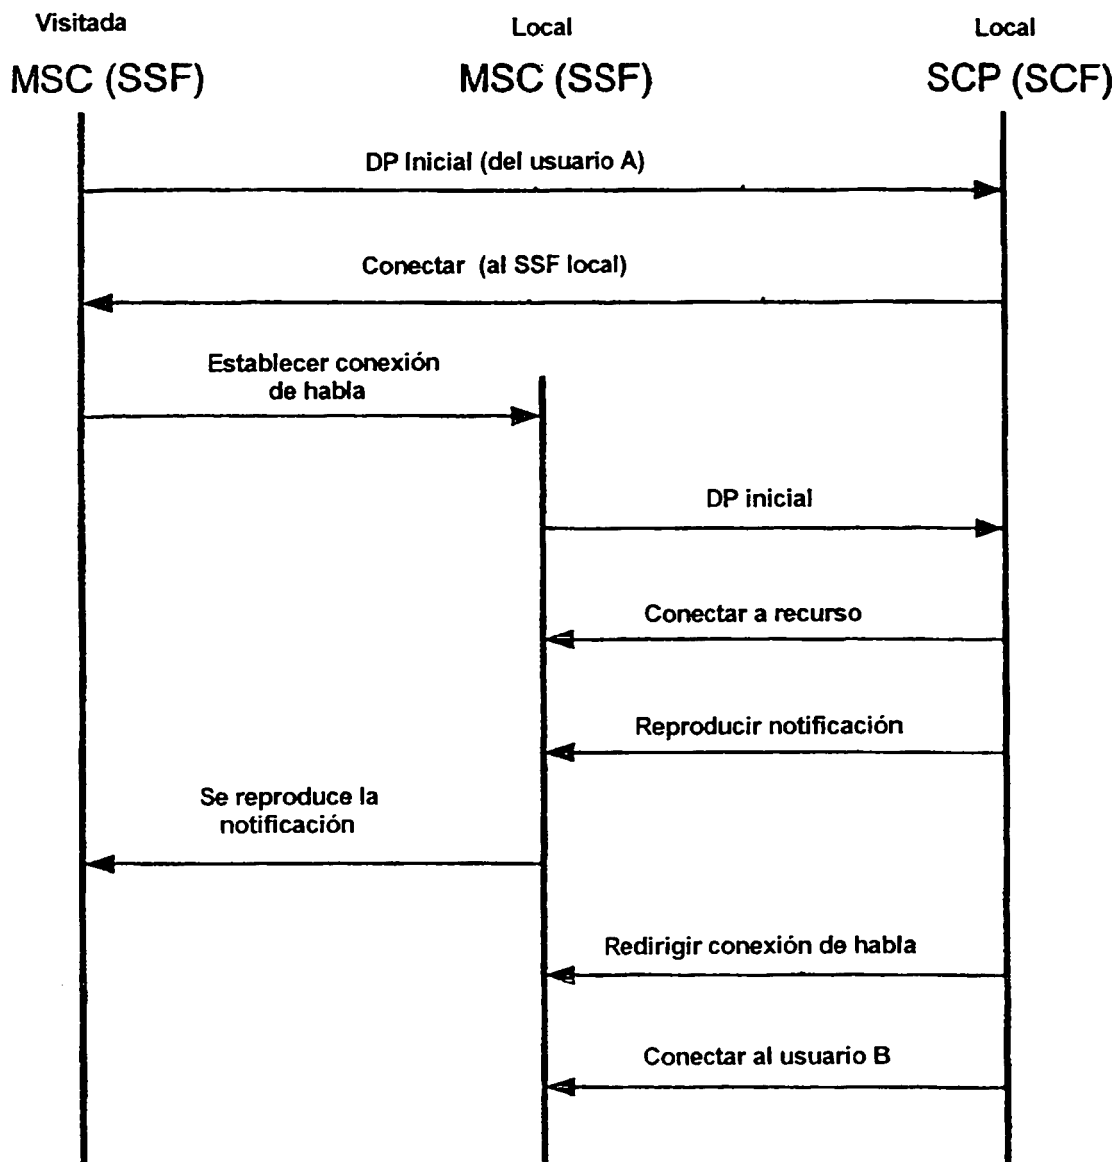 Visitada
Local
Local
MSC (SSF)
MSC (SSF)
SCP (SCF)
DP Inicial (del usuario A)
Conectar (al SSF local)
Establecer conexión
de habla
DP inicial
Conectar a recurso
Reproducir notificación
Se reproduce la
notificación
Redirigir conexión de habla
Conectar al usuario B